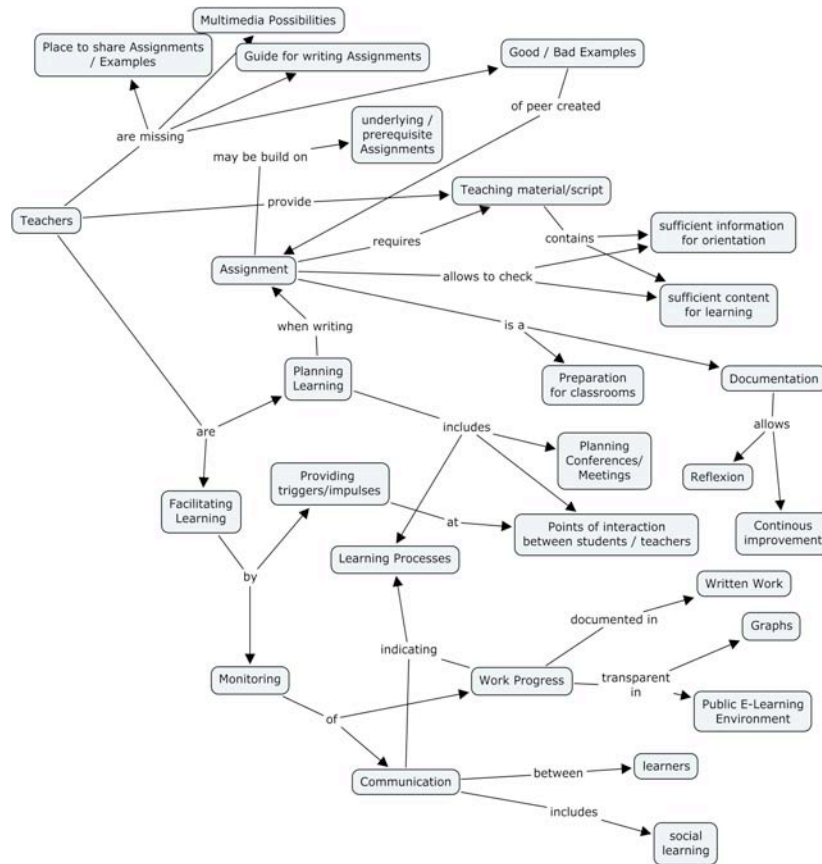 Multimedia Possibilities
Place to share Assignments
/ Examples
Guide for writing Assignments
Good / Bad Examples
of peer created
are missing
underlying /
prerequisite
Assignments
may be build on
Teaching material/script
provide
Teachers
requires
contains
sufficient information
for orientation
Assignment
allows to check
sufficient content
for learning
when writing
is a
Planning
Learning
Preparation
for classrooms
Documentation
includes
are
allows
Planning
Conferences/
Meetings
Reflexion
Providing
triggers/impulses
Facilitating
Learning
at
Points of interaction
between students / teachers
Continous
improvement
Learning Processes
by
Written Work
documented in
Graphs
indicating
Monitoring
Work Progress
transparent
in
Public E-Learning
Environment
of
Communication
between
learners
includes
social
learning